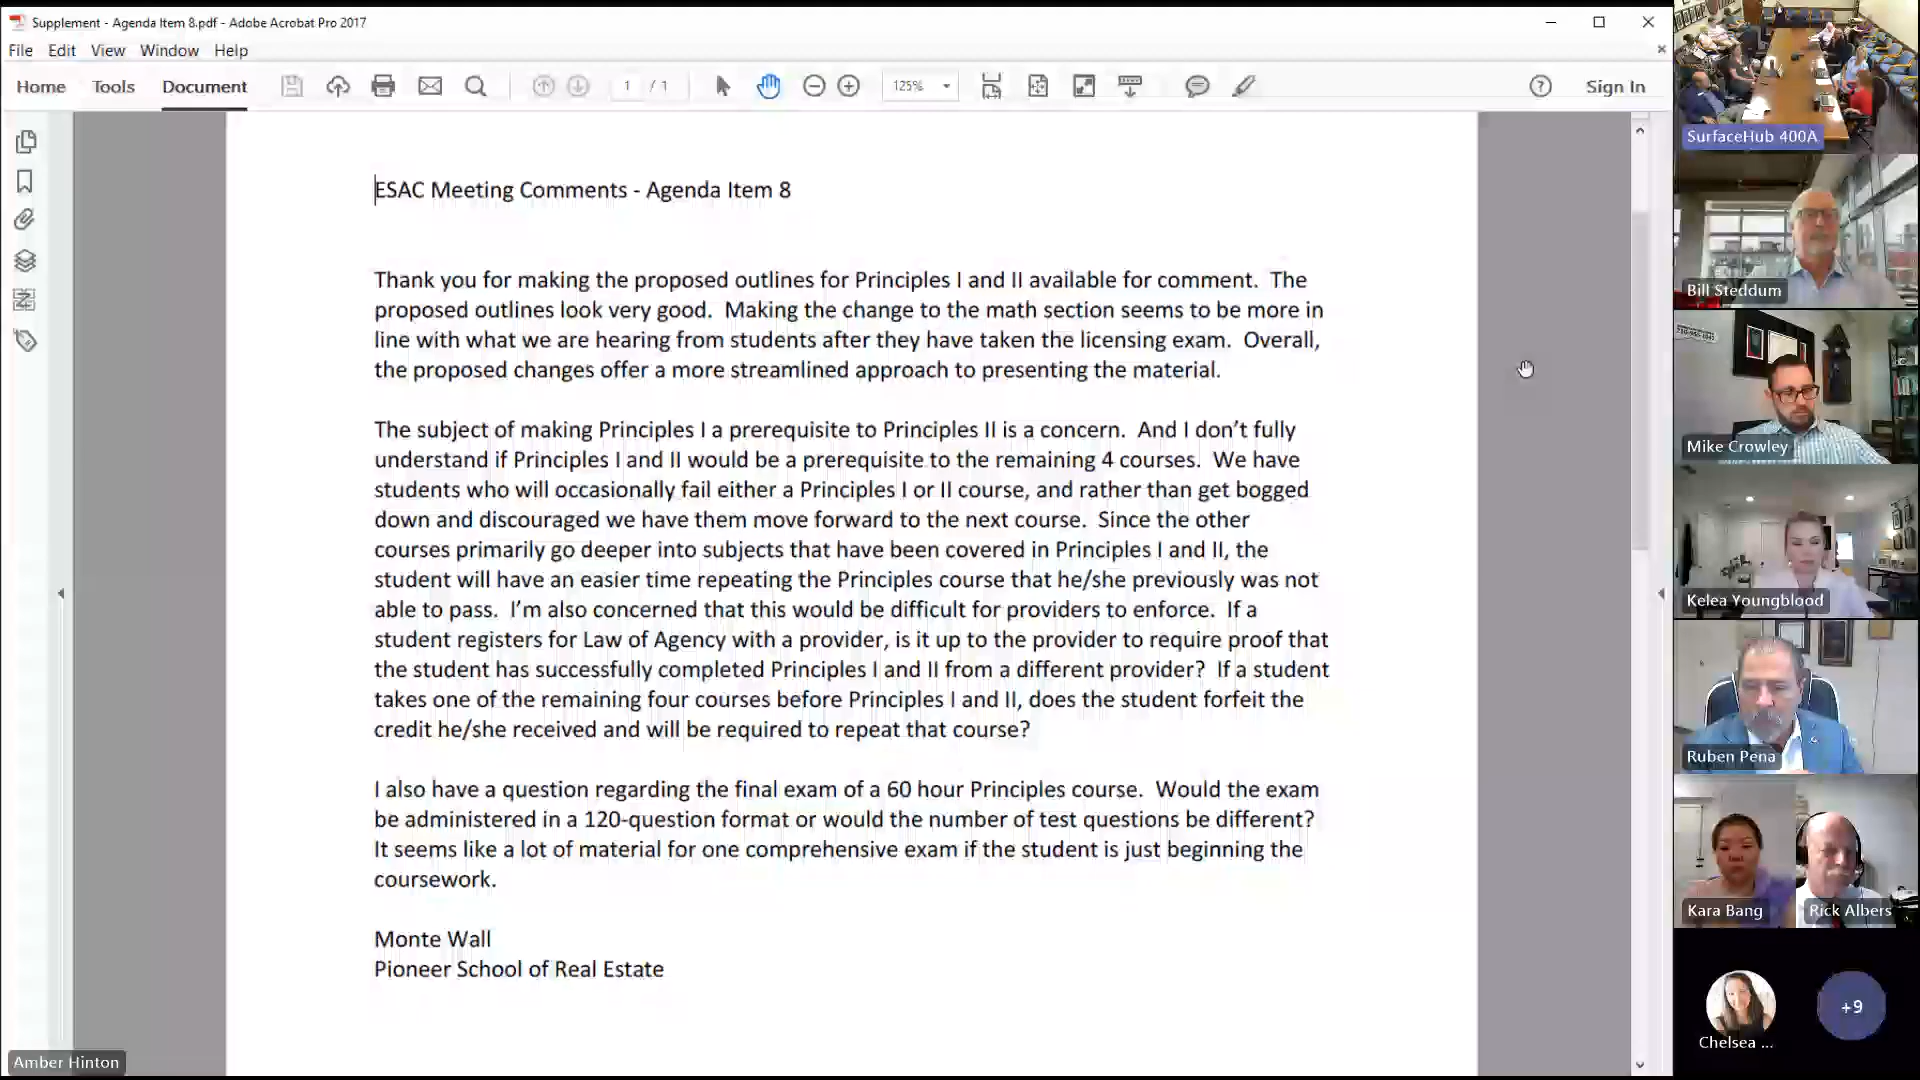 Supplement - Agenda Item 8.pdf - Adobe Acrobat Pro 2017
File Edit View Window Help
Home Tools Document 1 / 1 125% Sign In
ESAC Meeting Comments - Agenda Item 8
Thank you for making the proposed outlines for Principles I and II available for comment. The
proposed outlines look very good. Making the change to the math section seems to be more in
line with what we are hearing from students after they have taken the licensing exam. Overall,
the proposed changes offer a more streamlined approach to presenting the material.
The subject of making Principles I a prerequisite to Principles II is a concern. And I don't fully
understand if Principles I and II would be a prerequisite to the remaining 4 courses. We have
students who will occasionally fail either a Principles I or II course, and rather than get bogged
down and discouraged we have them move forward to the next course. Since the other
courses primarily go deeper into subjects that have been covered in Principles I and II, the
student will have an easier time repeating the Principles course that he/she previously was not
able to pass. I'm also concerned that this would be difficult for providers to enforce. If a
student registers for Law of Agency with a provider, is it up to the provider to require proof that
the student has successfully completed Principles I and II from a different provider? If a student
takes one of the remaining four courses before Principles I and II, does the student forfeit the
credit he/she received and will be required to repeat that course?
I also have a question regarding the final exam of a 60 hour Principles course. Would the exam
be administered in a 120-question format or would the number of test questions be different?
It seems like a lot of material for one comprehensive exam if the student is just beginning the
coursework.
Monte Wall
Pioneer School of Real Estate
Amber Hinton
SurfaceHub 400A
Bill Steddum
Mike Crowley
Kelea Youngblood
Ruben Pena
Kara Bang
Rick Albers
Chelsea ...
+9